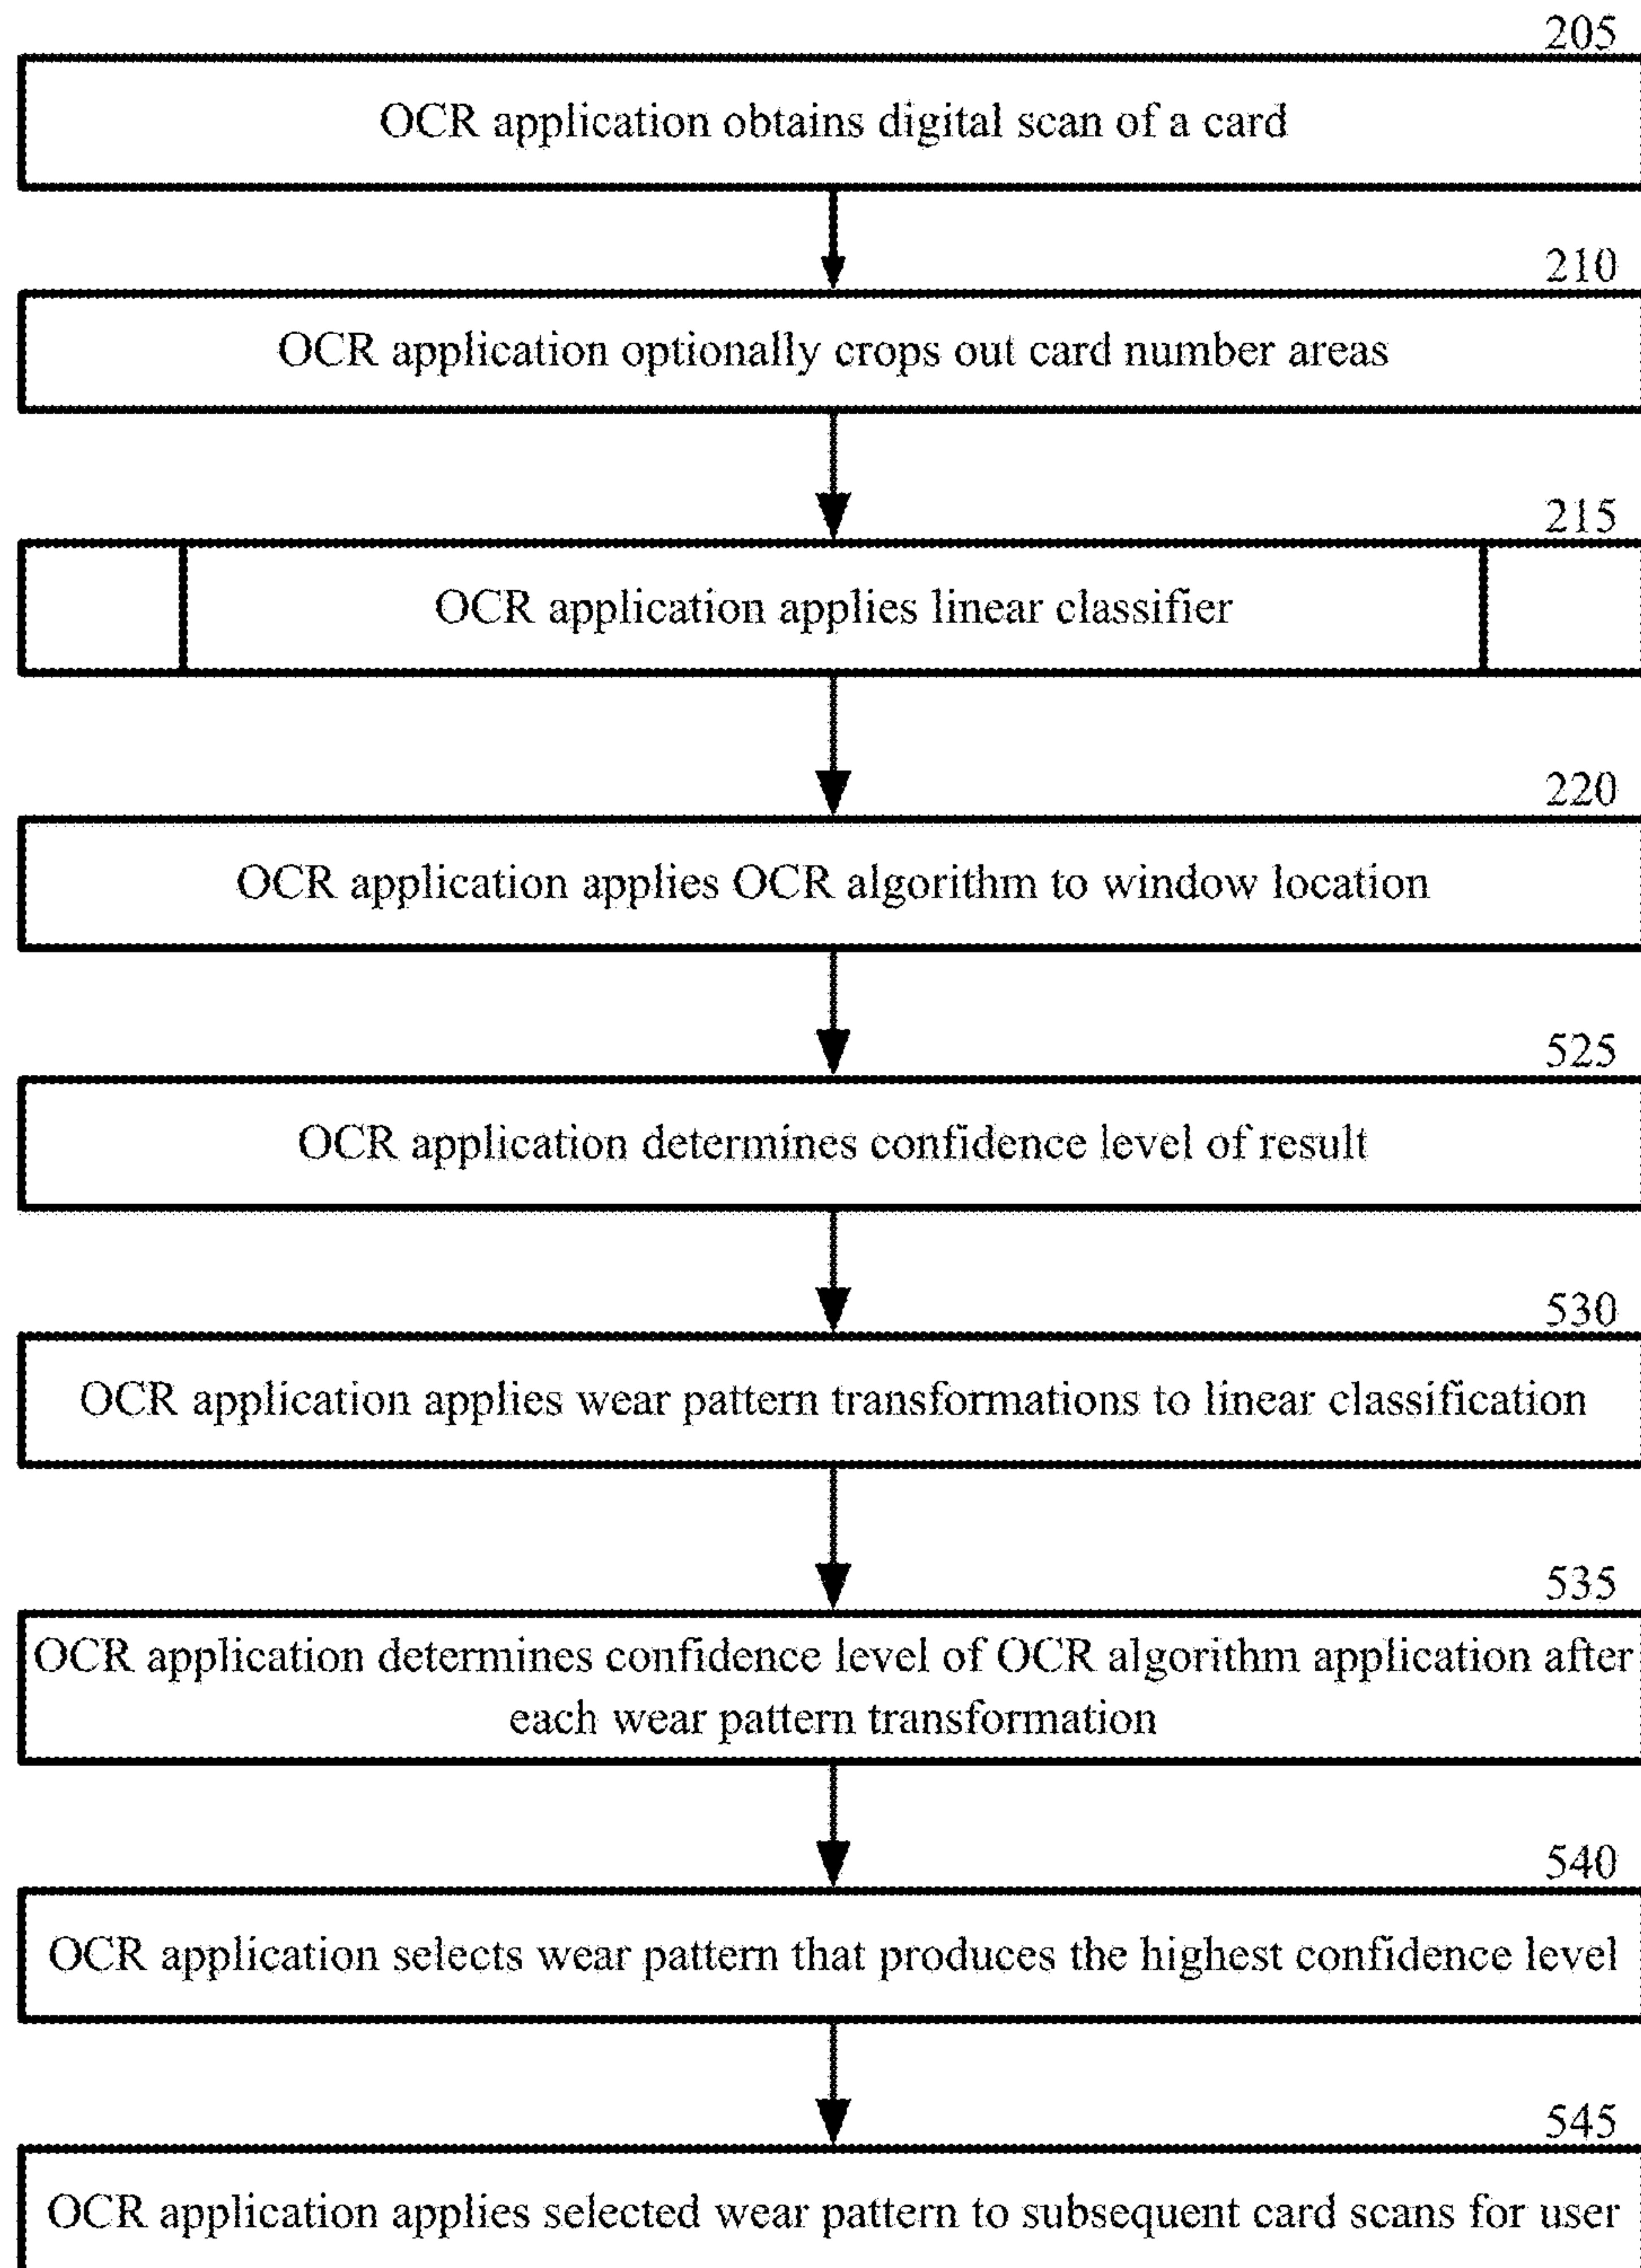 205
OCR application obtains digital scan of a card
210
OCR application optionally crops out card number areas
215
OCR application applies linear classifier
220
OCR application applies OCR algorithm to window location
525
OCR application determines confidence level of result
530
OCR application applies wear pattern transformations to linear classification
535
OCR application determines confidence level of OCR algorithm application after
each wear pattern transformation
540
OCR application selects wear pattern that produces the highest confidence level
545
OCR application applies selected wear pattern to subsequent card scans for user